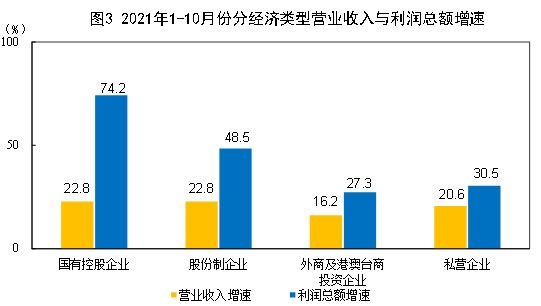 图3 2021年1-10月份分经济类型营业收入与利润总额增速
(%)
100
50
0
22.8
74.2
22.8
48.5
16.2
27.3
20.6
30.5
国有控股企业
股份制企业
外商及港澳台商
投资企业
私营企业
营业收入增速
利润总额增速